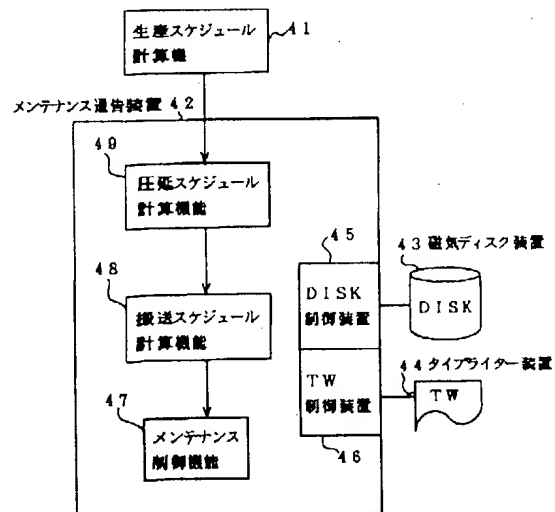 生産スケジュール
計算機
41
メンテナンス通告装置 42
49
圧延スケジュール
計算機能
48
搬送スケジュール
計算機能
47
メンテナンス
制御機能
45
DISK
制御装置
TW
制御装置
46
43 磁気ディスク装置
DISK
44 タイプライター装置
TW